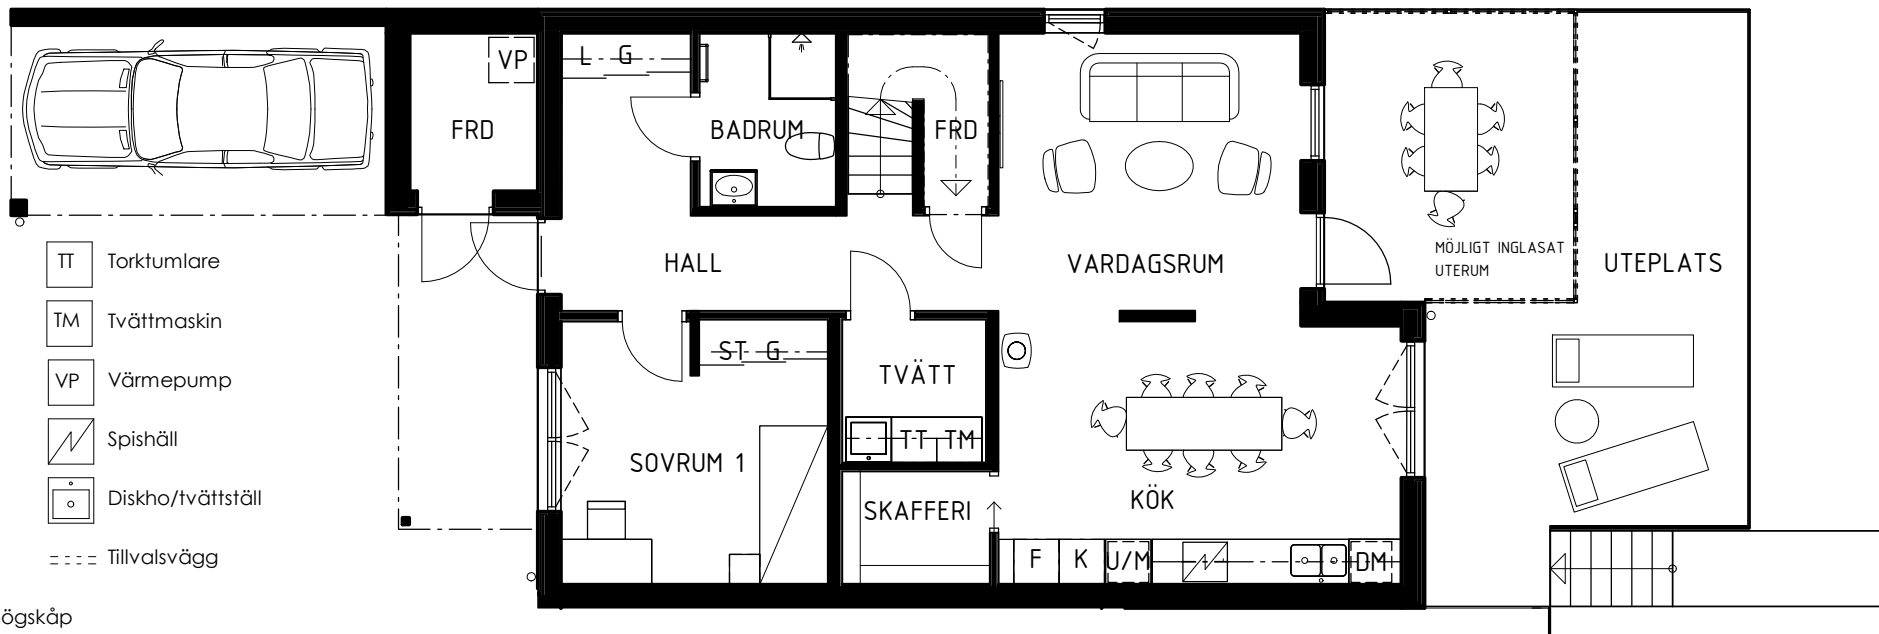 VP
L G
FRD
BADRUM
FRD
HALL
VARDAGSRUM
MÖJLIGT INGLASAT
UTERUM
UTEPLATS
TT Torktumlare
TM Tvättmaskin
VP Värmepump
Spishäll
Diskho/tvättställ
Tillvalsvägg
ögskåp
ST G
TVÄTT
TT TM
SOVRUM 1
SKAFFERI
KÖK
F K U/M DM